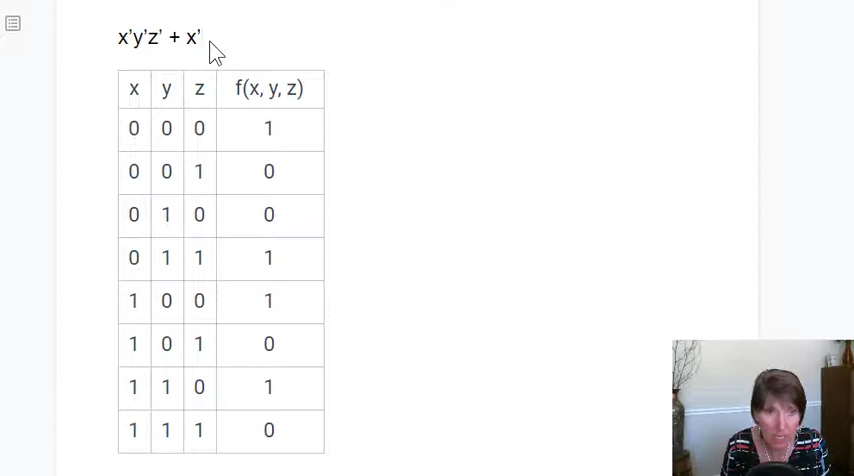 x’y’z’ + x’
x y z f(x, y, z)
0 0 0 1
0 0 1 0
0 1 0 0
0 1 1 1
1 0 0 1
1 0 1 0
1 1 0 1
1 1 1 0